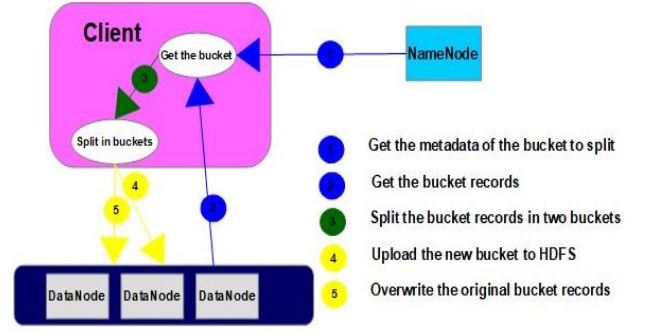 Client
Get the bucket
1
NameNode
3
Split in buckets
4
5
2
DataNode
DataNode
DataNode
1 Get the metadata of the bucket to split
2 Get the bucket records
3 Split the bucket records in two buckets
4 Upload the new bucket to HDFS
5 Overwrite the original bucket records